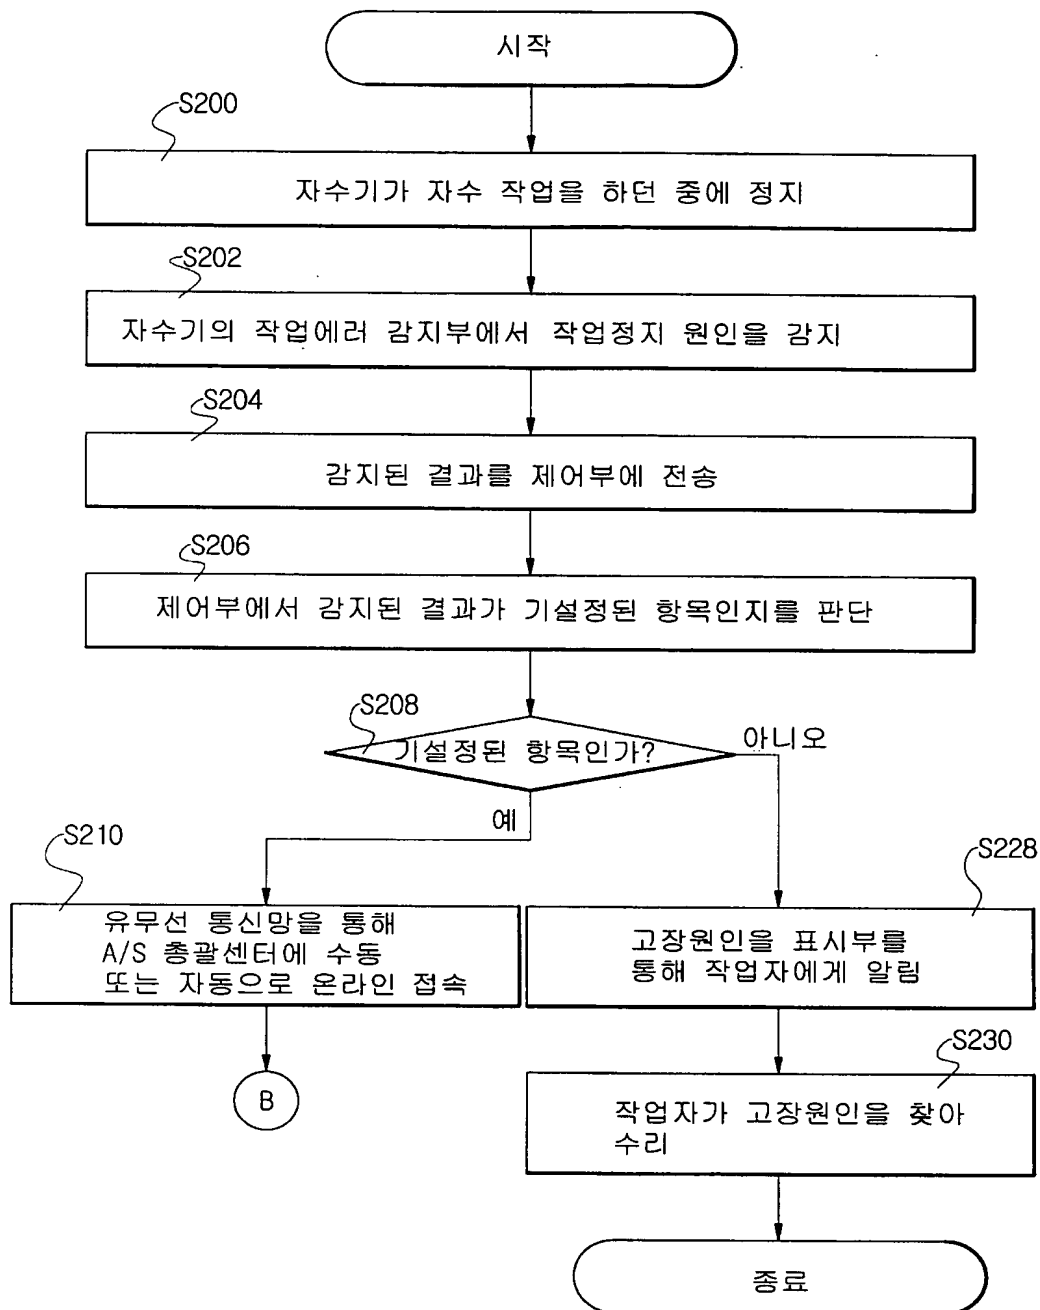 시작
S200
자수기가 자수 작업을 하던 중에 정지
S202
자수기의 작업에러 감지부에서 작업정지 원인을 감지
S204
감지된 결과를 제어부에 전송
S206
제어부에서 감지된 결과가 기설정된 항목인지를 판단
S208
기설정된 항목인가?
아니오
예
S210
유무선 통신망을 통해
A/S 총괄센터에 수동
또는 자동으로 온라인 접속
B
S228
고장원인을 표시부를
통해 작업자에게 알림
S230
작업자가 고장원인을 찾아
수리
종료